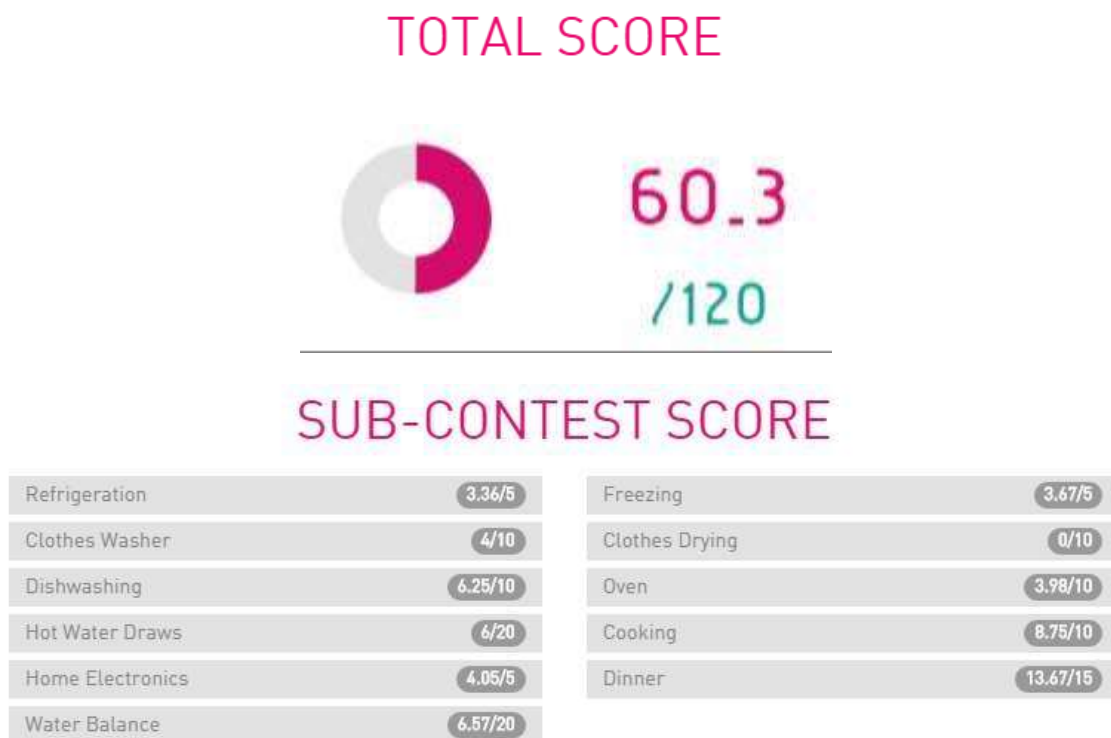 TOTAL SCORE
60.3
/120
SUB-CONTEST SCORE
Refrigeration 3.36/5
Clothes Washer 4/10
Dishwashing 6.25/10
Hot Water Draws 6/20
Home Electronics 4.05/5
Water Balance 6.57/20
Freezing 3.67/5
Clothes Drying 0/10
Oven 3.98/10
Cooking 8.75/10
Dinner 13.67/15